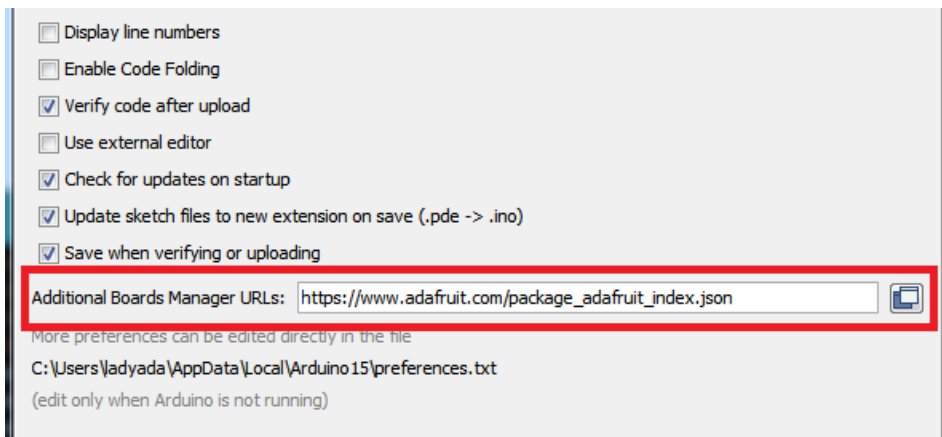 Display line numbers
Enable Code Folding
Verify code after upload
Use external editor
Check for updates on startup
Update sketch files to new extension on save (.pde -> .ino)
Save when verifying or uploading
Additional Boards Manager URLs: https://www.adafruit.com/package_adafruit_index.json
More preferences can be edited directly in the file
C:\Users\ladyada\AppData\Local\Arduino15\preferences.txt
(edit only when Arduino is not running)